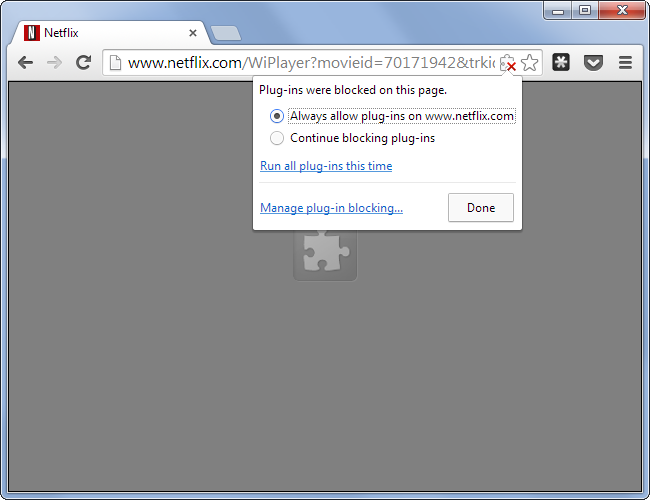 Netflix
www.netflix.com/WiPlayer?movieid=70171942&trkid
Plug-ins were blocked on this page.
Always allow plug-ins on www.netflix.com
Continue blocking plug-ins
Run all plug-ins this time
Manage plug-in blocking...
Done